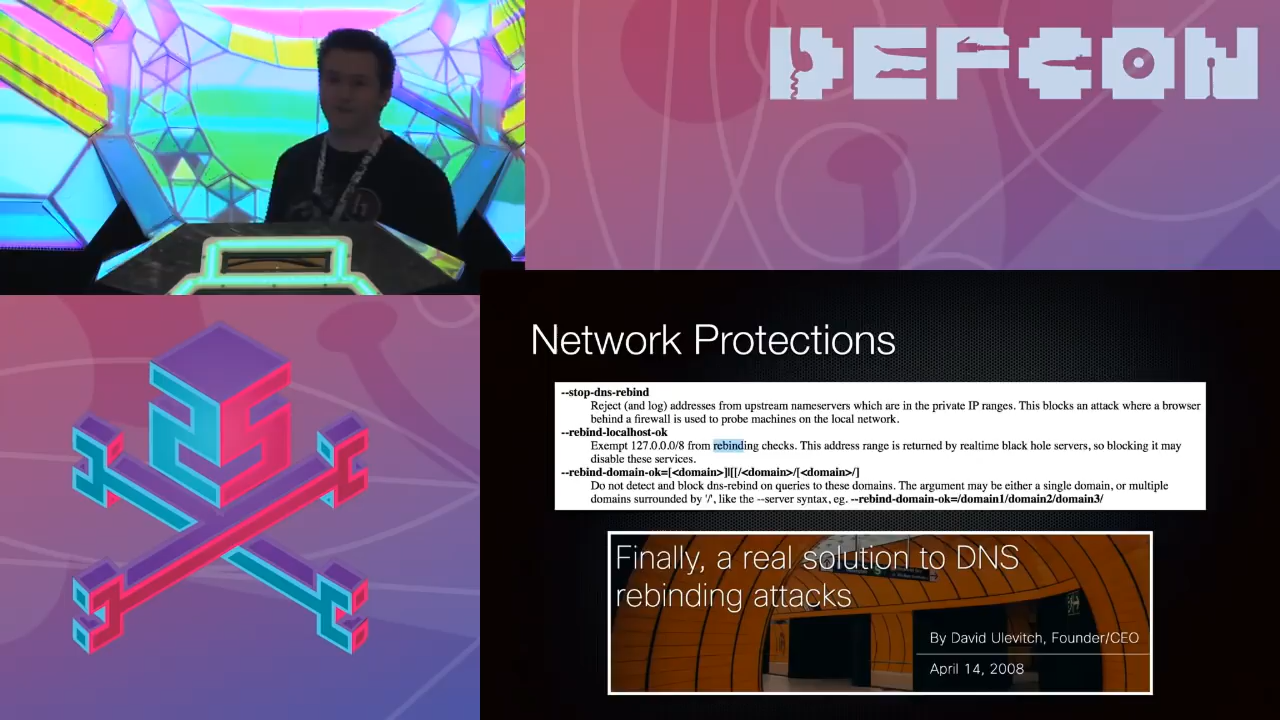 DEFCON
Network Protections
--stop-dns-rebind
Reject (and log) addresses from upstream nameservers which are in the private IP ranges. This blocks an attack where a browser
behind a firewall is used to probe machines on the local network.
--rebind-localhost-ok
Exempt 127.0.0.0/8 from rebinding checks. This address range is returned by realtime black hole servers, so blocking it may
disable these services.
--rebind-domain-ok=[<domain>]|[[/<domain>/[<domain>/]
Do not detect and block dns-rebind on queries to these domains. The argument may be either a single domain, or multiple
domains surrounded by '/', like the --server syntax, eg. --rebind-domain-ok=/domain1/domain2/domain3/
Finally, a real solution to DNS
rebinding attacks
By David Ulevitch, Founder/CEO
April 14, 2008